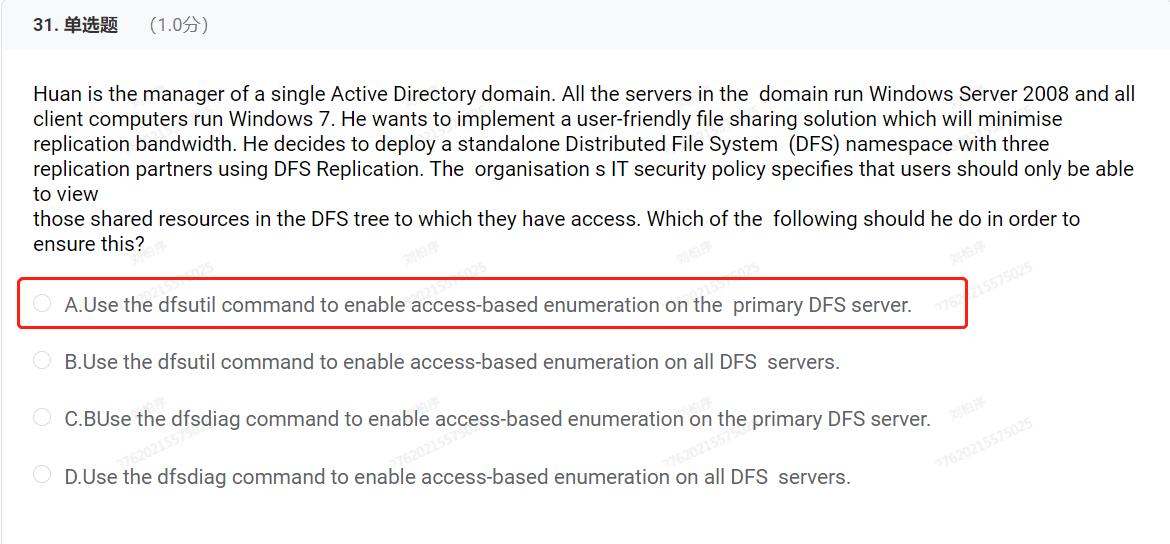 31. 单选题 (1.0分)
Huan is the manager of a single Active Directory domain. All the servers in the domain run Windows Server 2008 and all
client computers run Windows 7. He wants to implement a user-friendly file sharing solution which will minimise
replication bandwidth. He decides to deploy a standalone Distributed File System (DFS) namespace with three
replication partners using DFS Replication. The organisation s IT security policy specifies that users should only be able
to view
those shared resources in the DFS tree to which they have access. Which of the following should he do in order to
ensure this?
A.Use the dfsutil command to enable access-based enumeration on the primary DFS server.
B.Use the dfsutil command to enable access-based enumeration on all DFS servers.
C.BUse the dfsdiag command to enable access-based enumeration on the primary DFS server.
D.Use the dfsdiag command to enable access-based enumeration on all DFS servers.